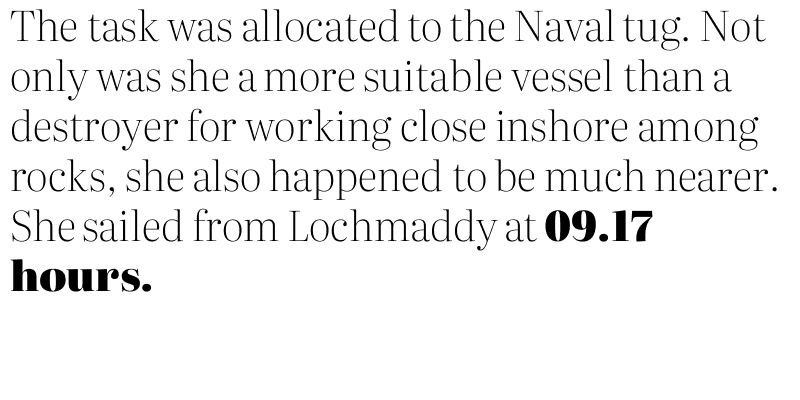 The task was allocated to the Naval tug. Not
only was she a more suitable vessel than a
destroyer for working close inshore among
rocks, she also happened to be much nearer.
She sailed from Lochmaddy at 09.17
hours.